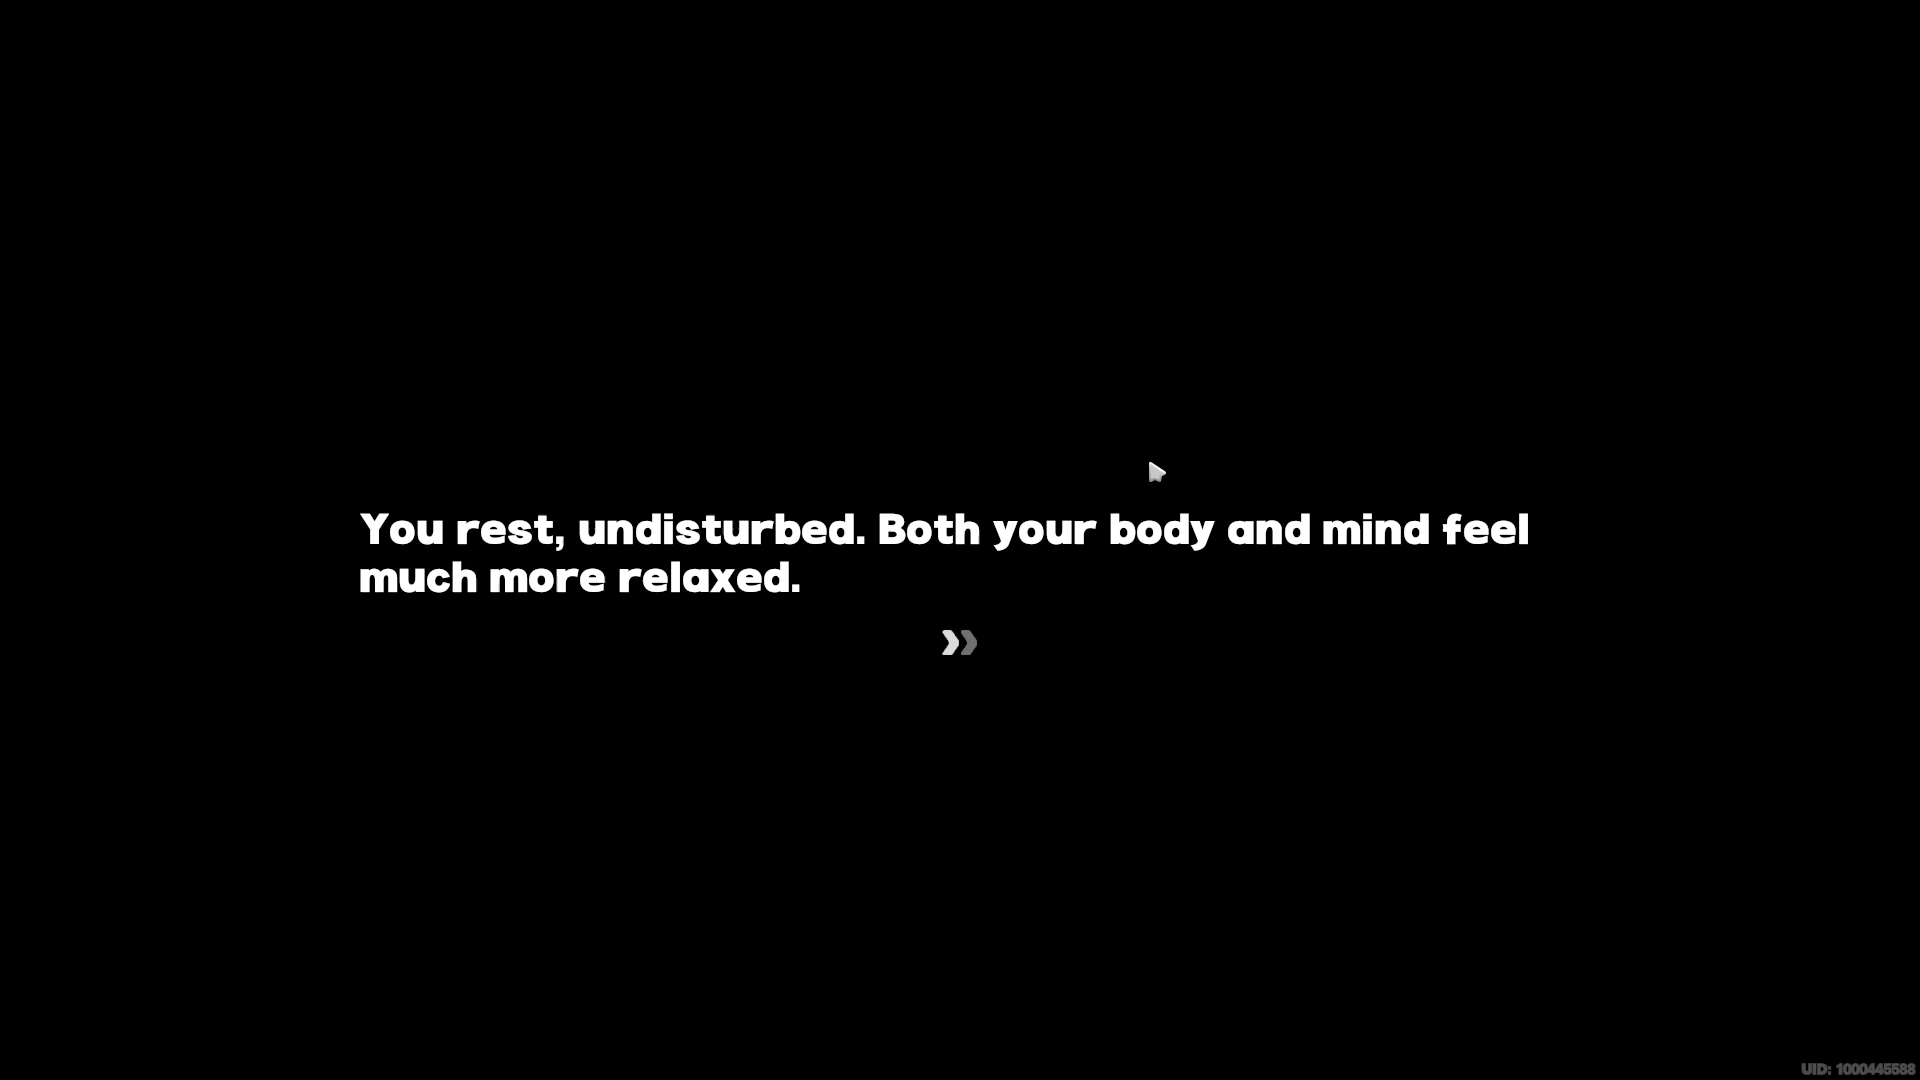 You rest, undisturbed. Both your body and mind feel
much more relaxed.
UID: 1000445588